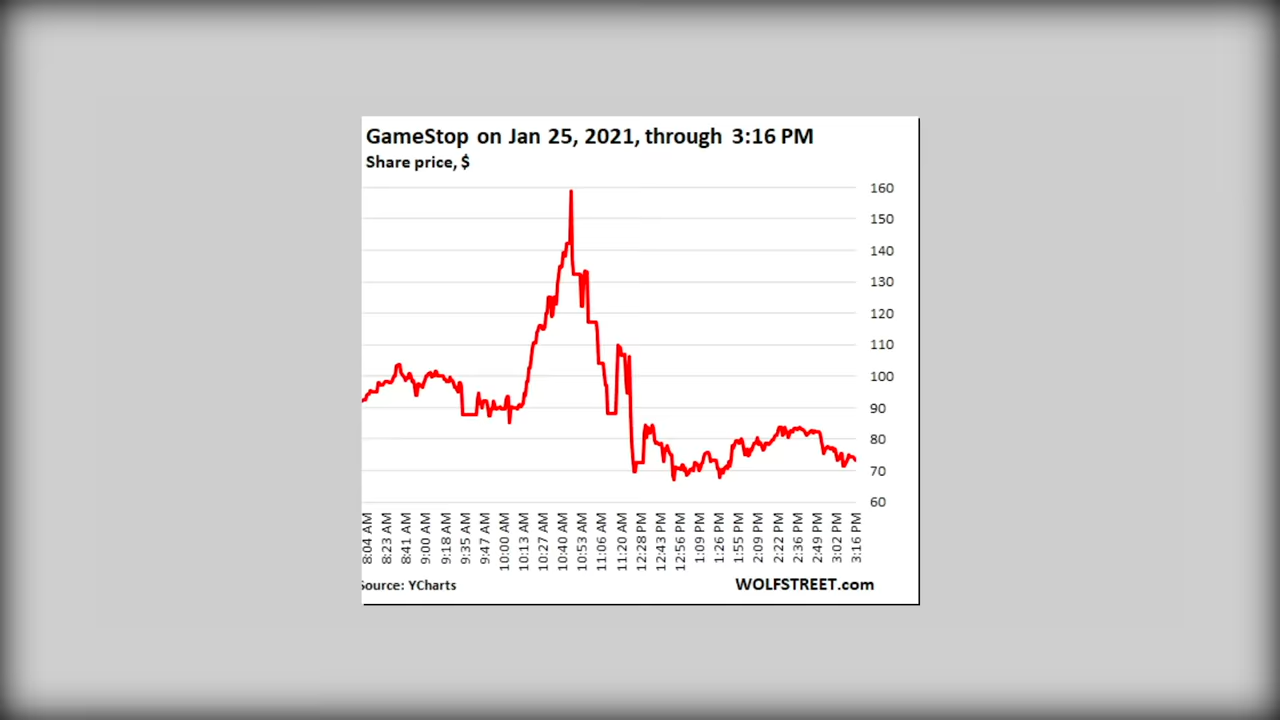 GameStop on Jan 25, 2021, through 3:16 PM
Share price, $
160
150
140
130
120
110
100
90
80
70
60
8:04 AM
8:23 AM
8:41 AM
9:00 AM
9:18 AM
9:35 AM
9:47 AM
10:00 AM
10:13 AM
10:27 AM
10:40 AM
10:53 AM
11:06 AM
11:20 AM
12:28 PM
12:43 PM
12:56 PM
1:09 PM
1:26 PM
1:55 PM
2:09 PM
2:22 PM
2:36 PM
2:49 PM
3:02 PM
3:16 PM
Source: YCharts
WOLFSTREET.com